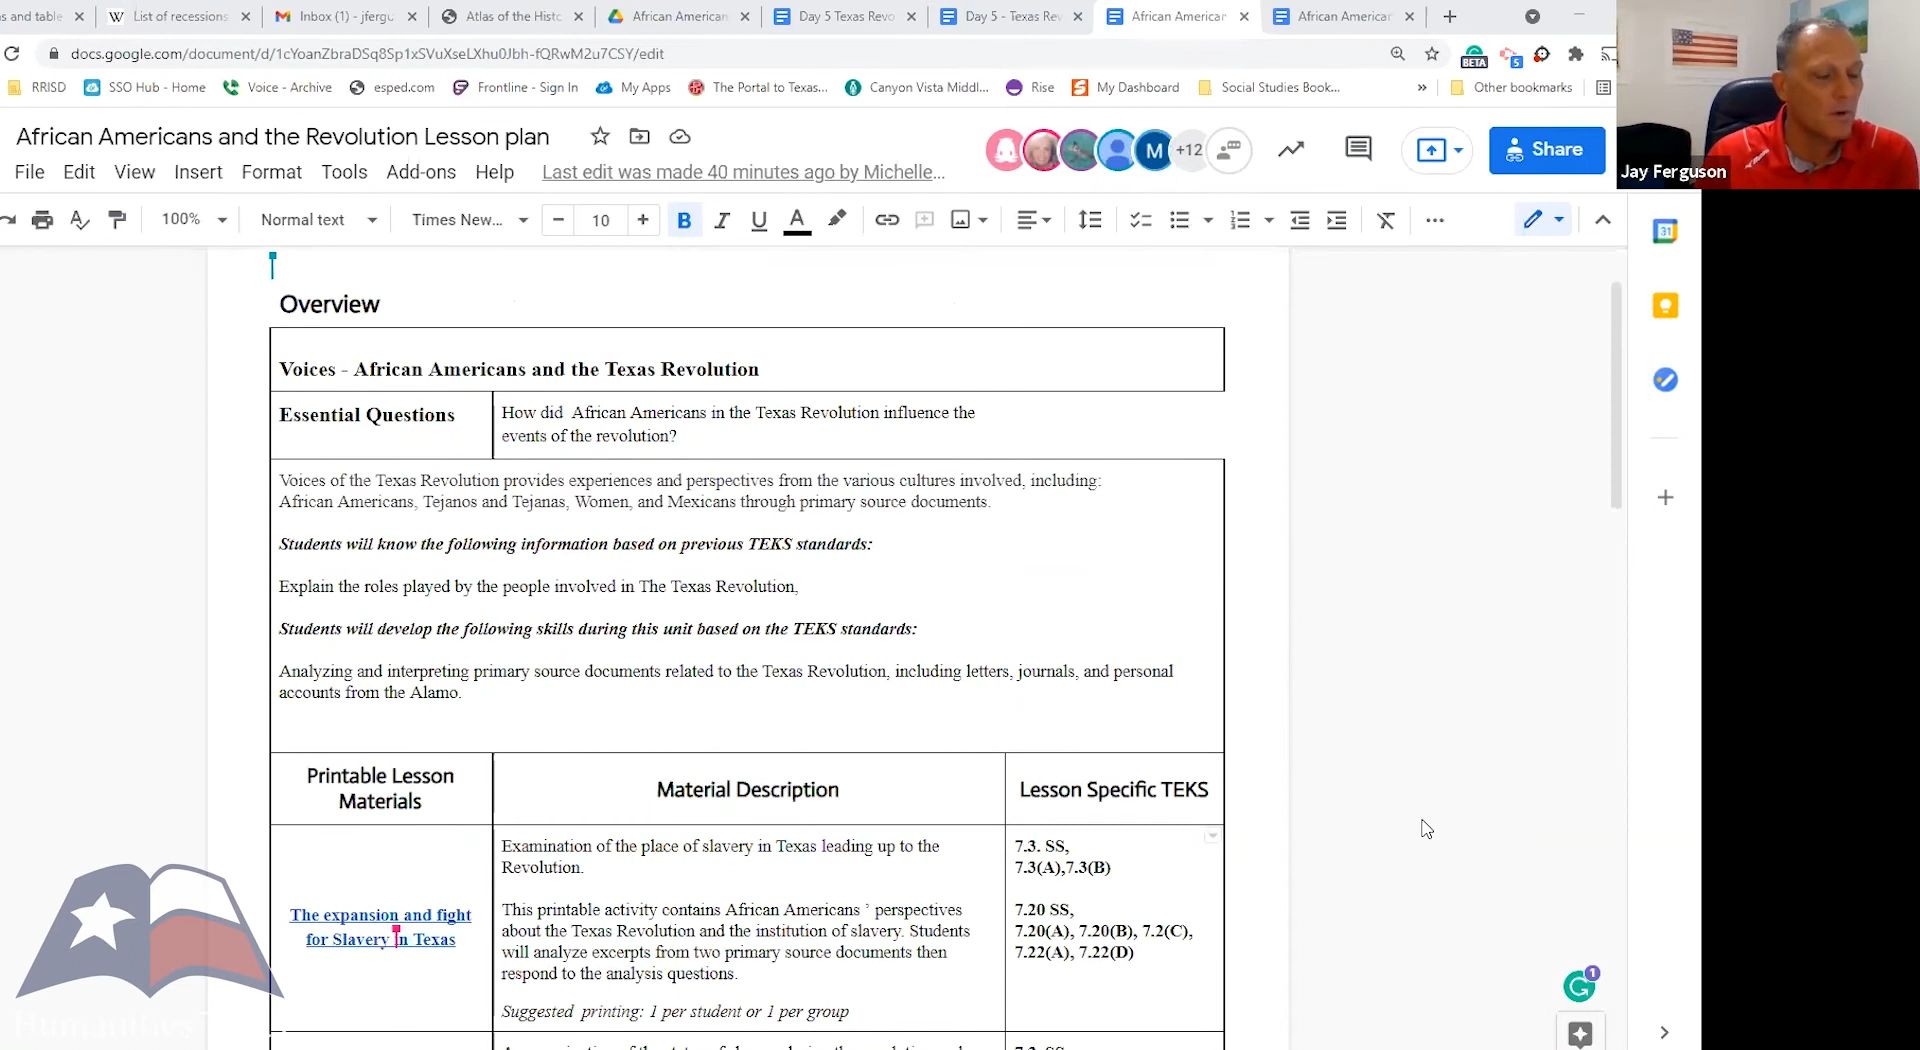 s and table
List of recessions
Inbox (1) - jfergu
Atlas of the Histo
African American
Day 5 Texas Revo
Day 5 - Texas Rev
African American
African American
docs.google.com/document/d/1cYoanZbraDSq8Sp1xSVuXseLXhu0Jbh-fQRwM2u7CSY/edit
BETA
5
RRISD
SSO Hub - Home
Voice - Archive
esped.com
Frontline - Sign In
My Apps
The Portal to Texas...
Canyon Vista Middl...
Rise
My Dashboard
Social Studies Book...
»
Other bookmarks
African Americans and the Revolution Lesson plan
M
+12
Share
Jay Ferguson
File Edit View Insert Format Tools Add-ons Help Last edit was made 40 minutes ago by Michelle...
100% Normal text Times New... − 10 + B I U A
31
Overview
Voices - African Americans and the Texas Revolution
Essential Questions
How did African Americans in the Texas Revolution influence the
events of the revolution?
Voices of the Texas Revolution provides experiences and perspectives from the various cultures involved, including:
African Americans, Tejanos and Tejanas, Women, and Mexicans through primary source documents.
Students will know the following information based on previous TEKS standards:
Explain the roles played by the people involved in The Texas Revolution,
Students will develop the following skills during this unit based on the TEKS standards:
Analyzing and interpreting primary source documents related to the Texas Revolution, including letters, journals, and personal
accounts from the Alamo.
Printable Lesson
Materials
Material Description
Lesson Specific TEKS
The expansion and fight
for Slavery in Texas
Examination of the place of slavery in Texas leading up to the
Revolution.
This printable activity contains African Americans’ perspectives
about the Texas Revolution and the institution of slavery. Students
will analyze excerpts from two primary source documents then
respond to the analysis questions.
Suggested printing: 1 per student or 1 per group
7.3. SS,
7.3(A),7.3(B)
7.20 SS,
7.20(A), 7.20(B), 7.2(C),
7.22(A), 7.22(D)
1
Humanities
7.3 SS